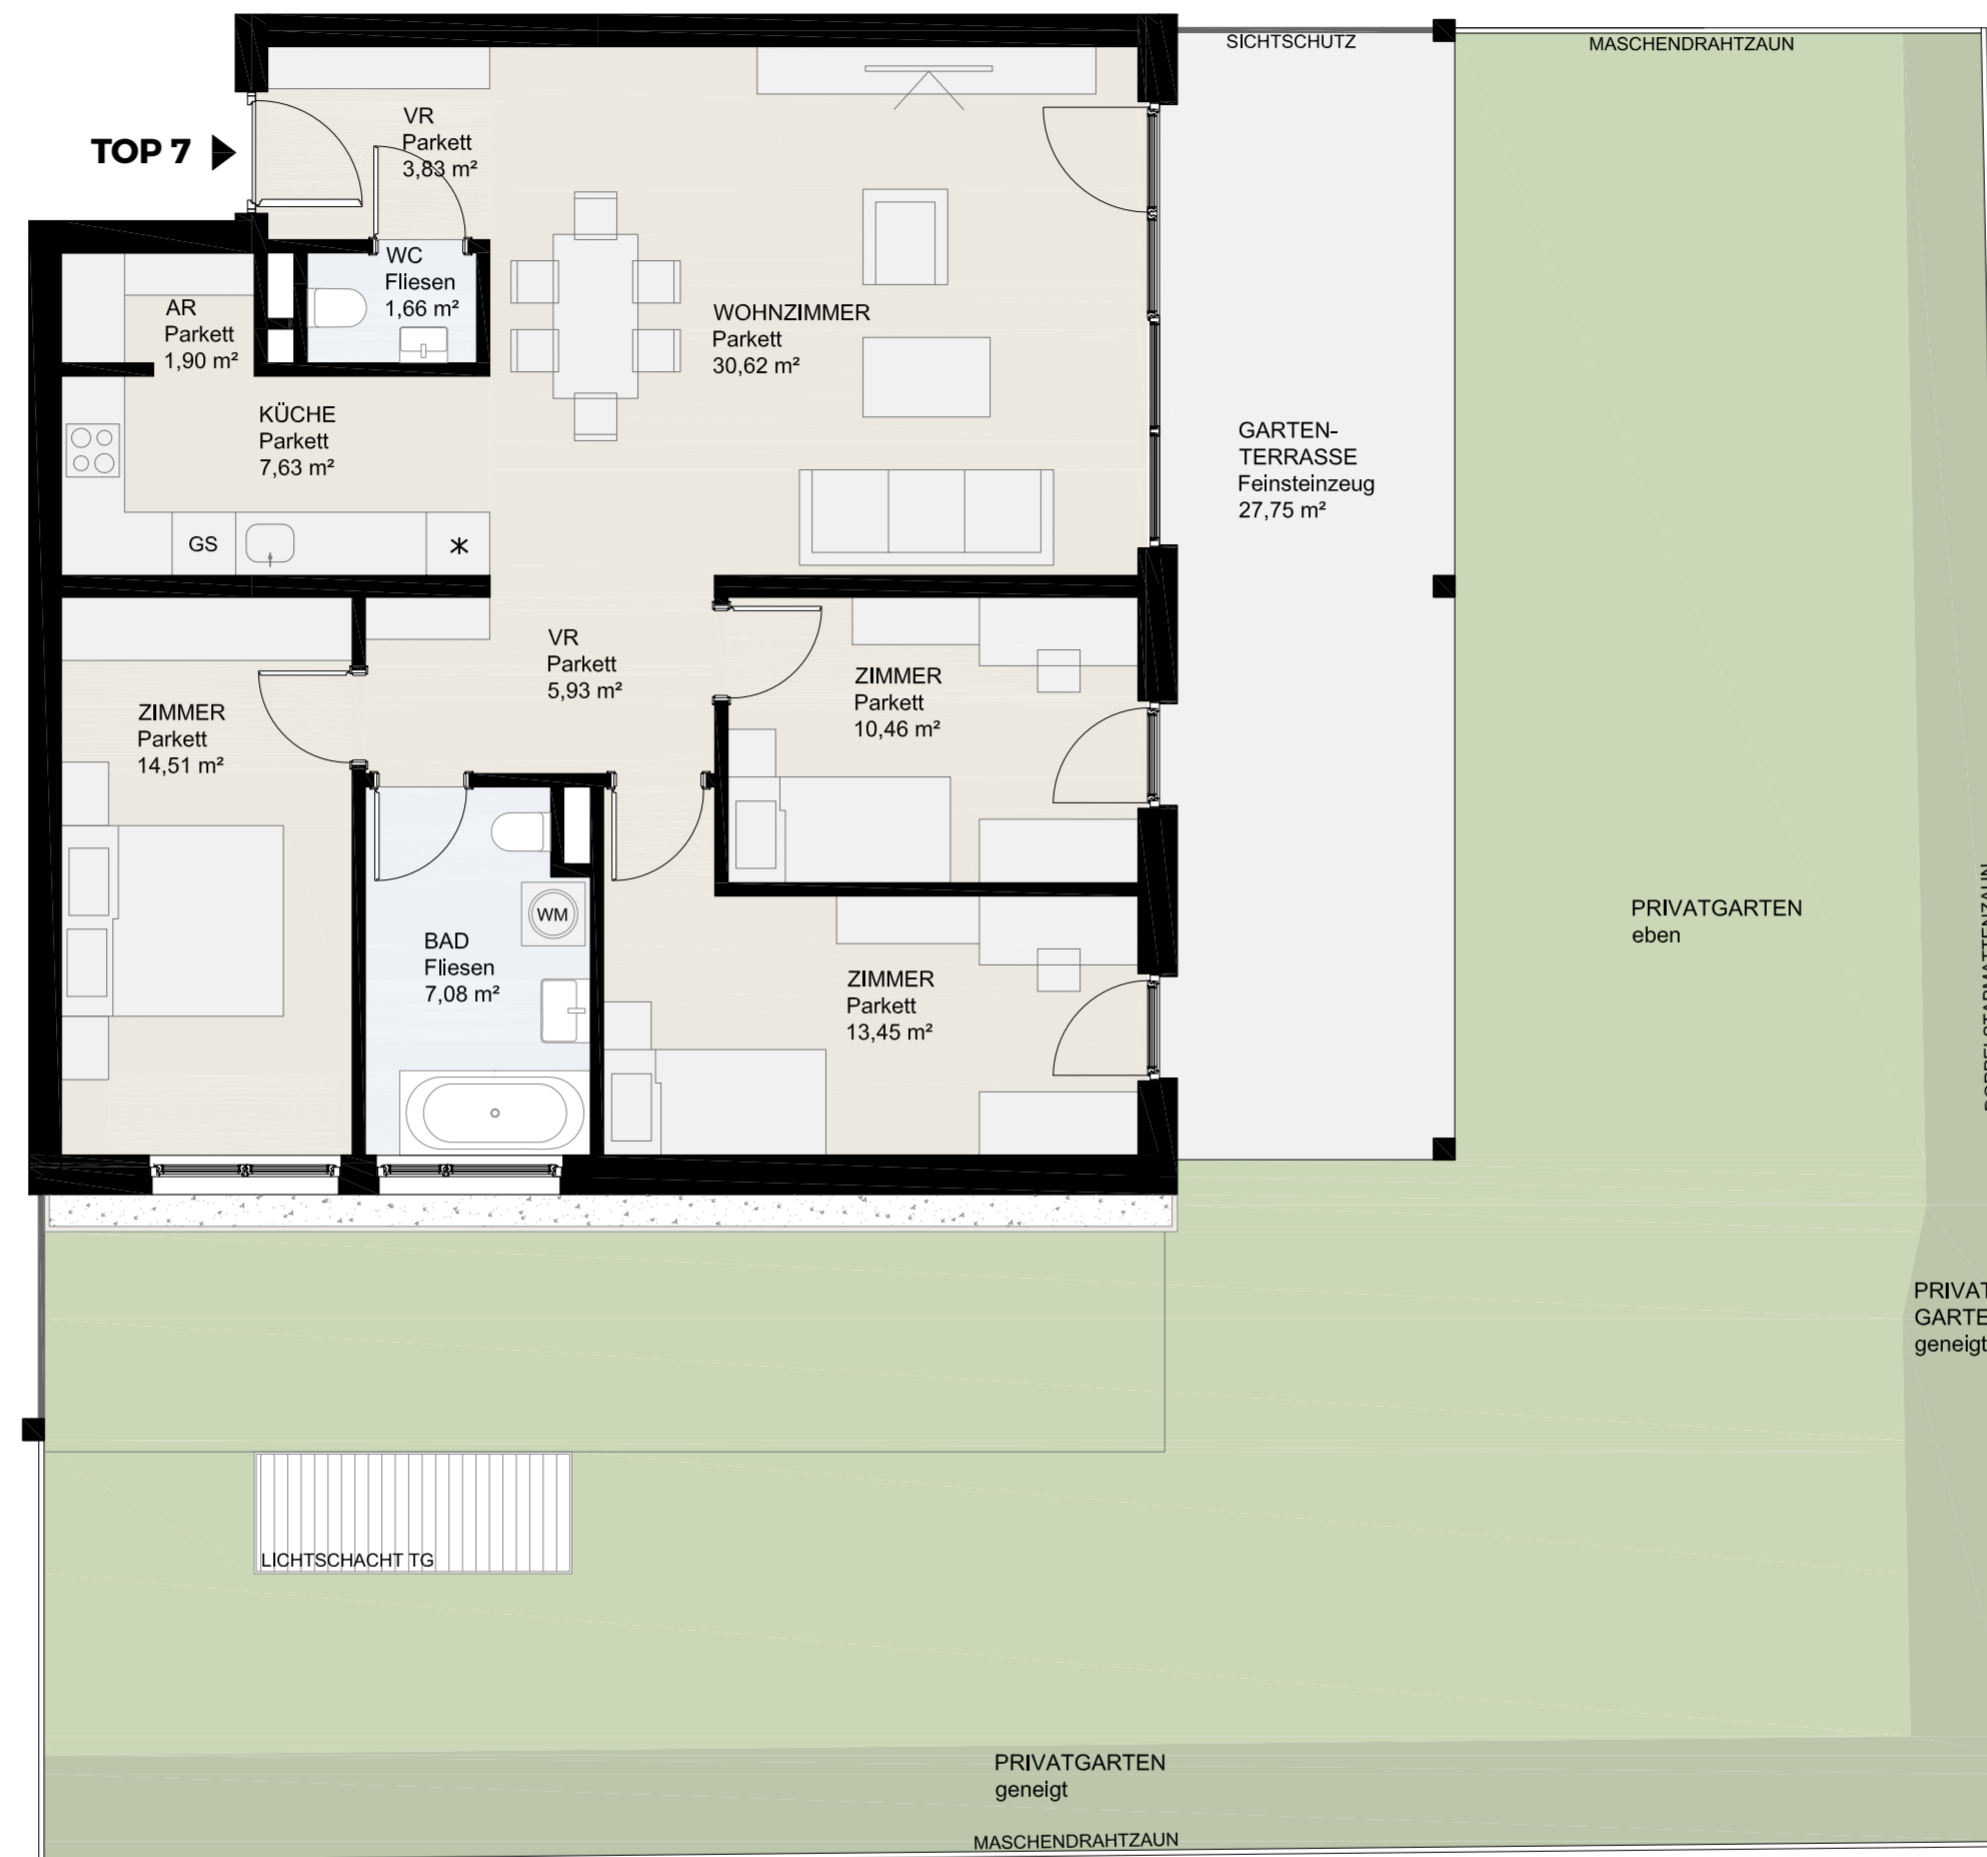 SICHTSCHUTZ
MASCHENDRAHTZAUN
TOP 7
VR
Parkett
3,83 m²
WC
Fliesen
1,66 m²
AR
Parkett
1,90 m²
WOHNZIMMER
Parkett
30,62 m²
KÜCHE
Parkett
7,63 m²
GS
*
GARTEN-
TERRASSE
Feinsteinzeug
27,75 m²
VR
Parkett
5,93 m²
ZIMMER
Parkett
10,46 m²
ZIMMER
Parkett
14,51 m²
WM
BAD
Fliesen
7,08 m²
ZIMMER
Parkett
13,45 m²
PRIVATGARTEN
eben
PRIVAT
GARTE
geneigt
LICHTSCHACHT TG
PRIVATGARTEN
geneigt
MASCHENDRAHTZAUN